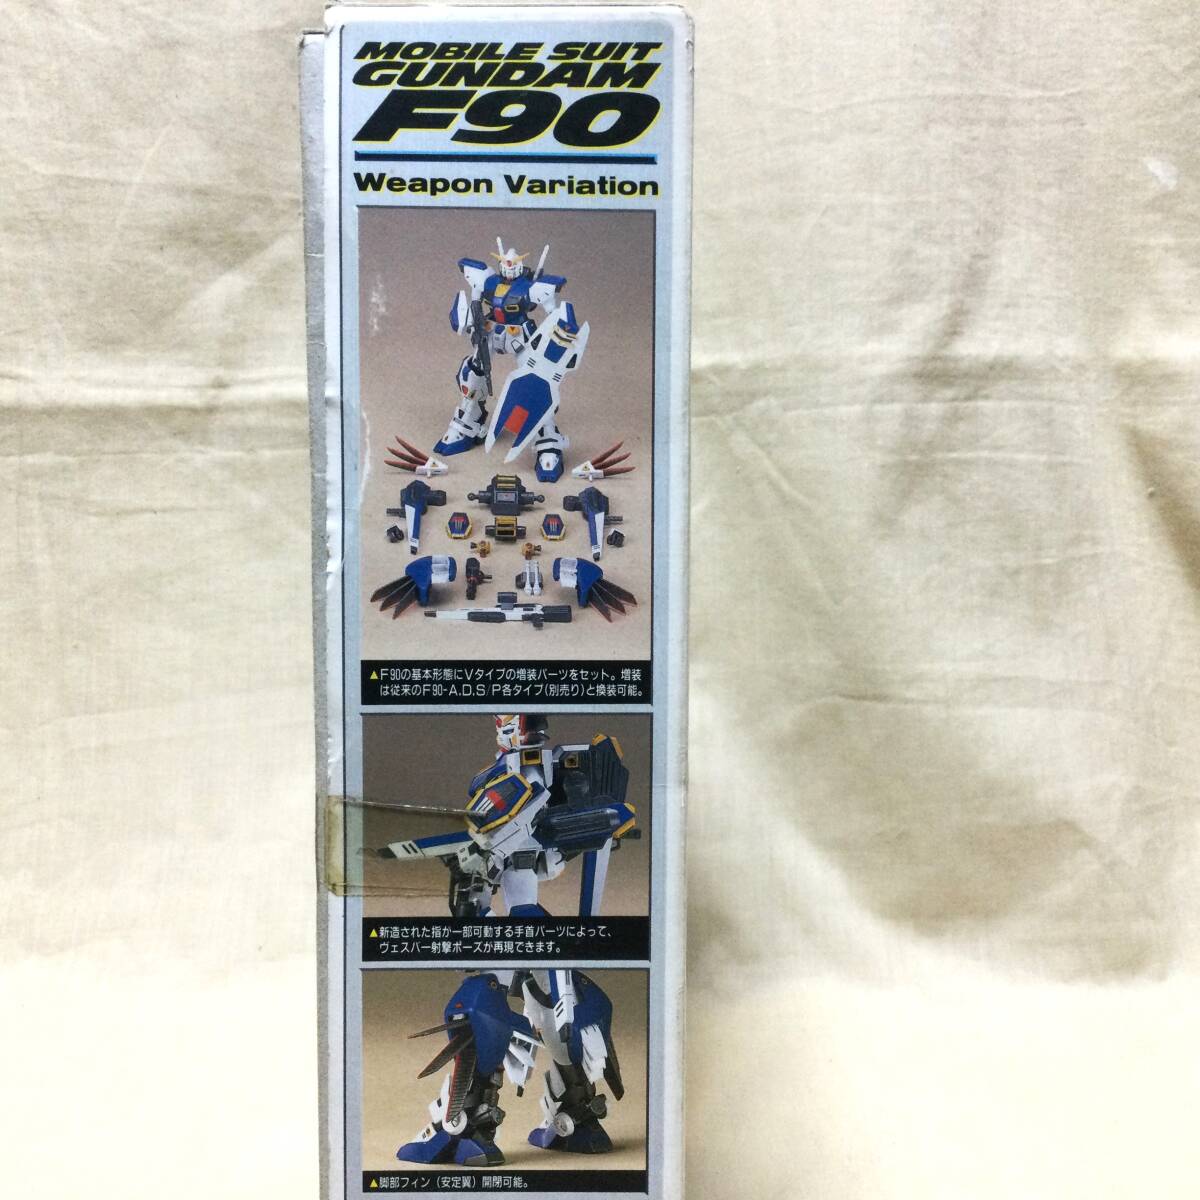 MOBILE SUIT
GUNDAM
F90
Weapon Variation
▲F90の基本形態にVタイプの増装パーツをセット。増装
は従来のF90-A.D.S/P各タイプ(別売り)と換装可能。
▲新造された指が一部可動する手首パーツによって、
ヴェスバー射撃ポーズが再現できます。
▲脚部フィン(安定翼)開閉可能。